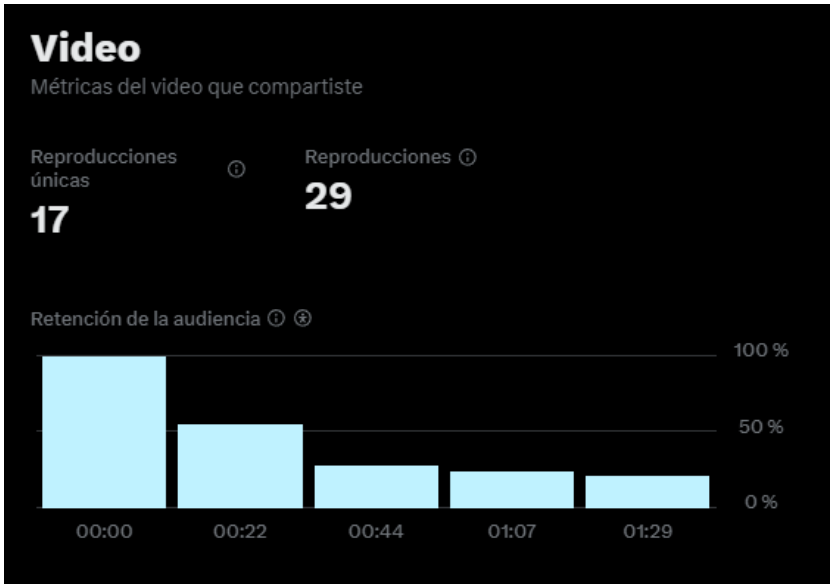 Video
Métricas del video que compartiste
Reproducciones
únicas
17
Reproducciones
29
Retención de la audiencia
100 %
50 %
0 %
00:00
00:22
00:44
01:07
01:29